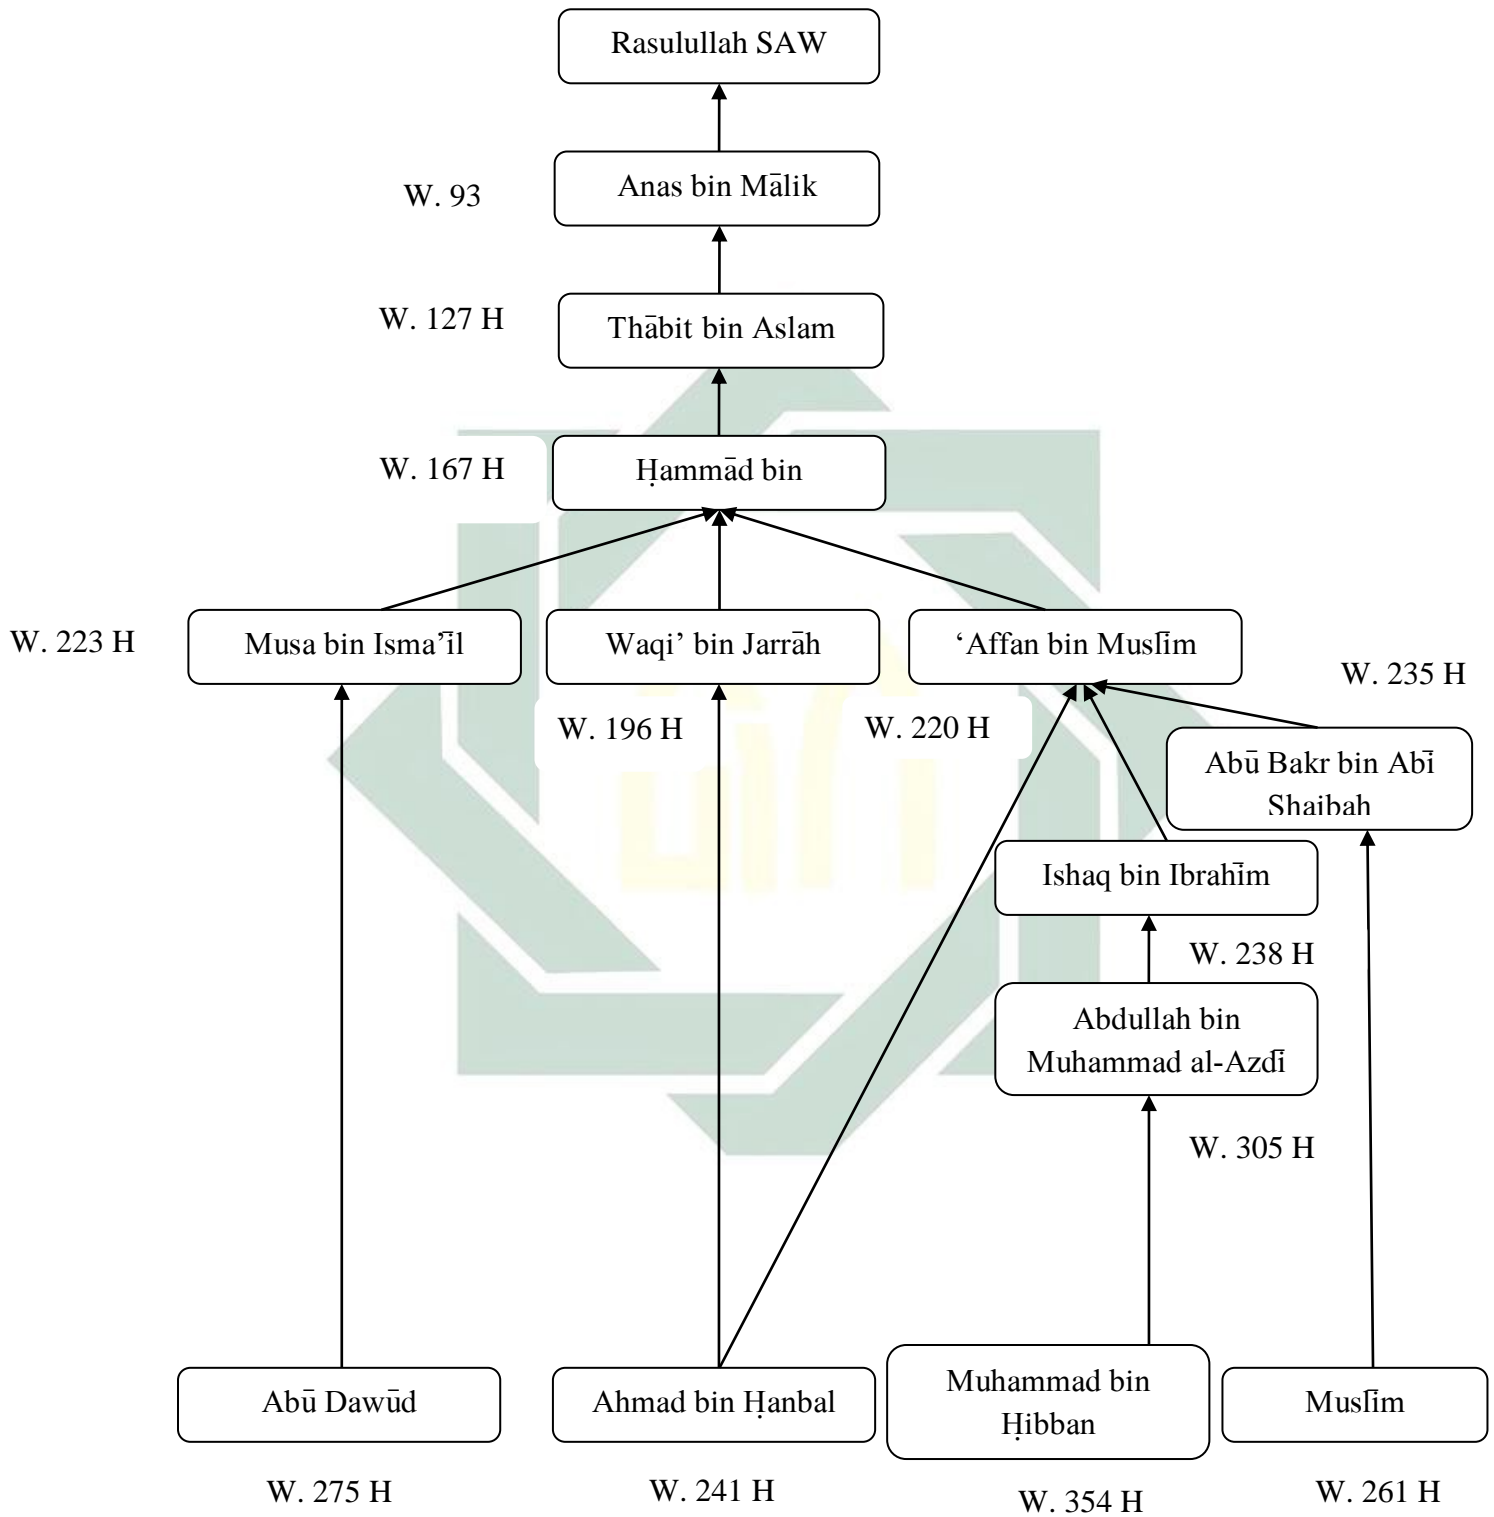 Rasulullah SAW
Anas bin Mālik
W. 93
Thābit bin Aslam
W. 127 H
Ḥammād bin
W. 167 H
W. 223 H
Musa bin Isma’īl
Waqi’ bin Jarrāh
‘Affan bin Muslīm
W. 196 H
W. 220 H
W. 235 H
Abū Bakr bin Abī
Shaibah
Ishaq bin Ibrahīm
W. 238 H
Abdullah bin
Muhammad al-Azdī
W. 305 H
Abū Dawūd
Ahmad bin Ḥanbal
Muhammad bin
Ḥibban
Muslīm
W. 275 H
W. 241 H
W. 354 H
W. 261 H